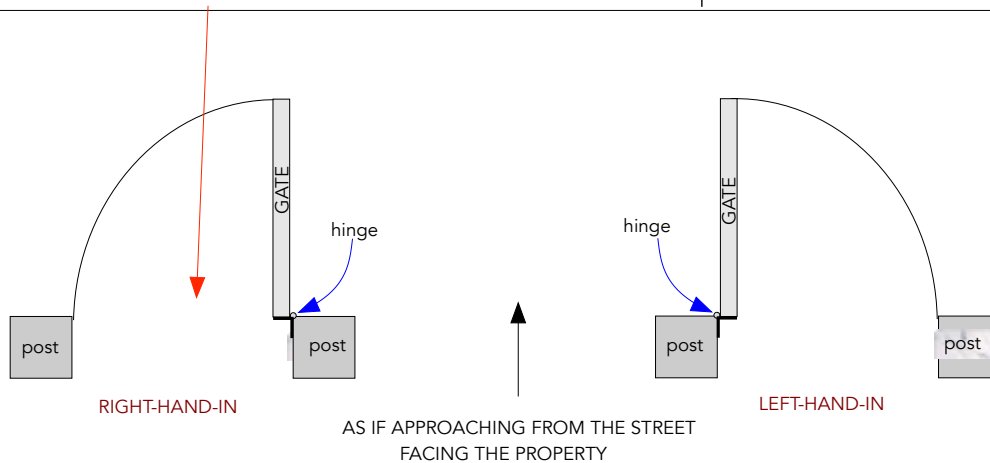 GATE
GATE
hinge
hinge
post
post
post
post
RIGHT-HAND-IN
LEFT-HAND-IN
AS IF APPROACHING FROM THE STREET
FACING THE PROPERTY